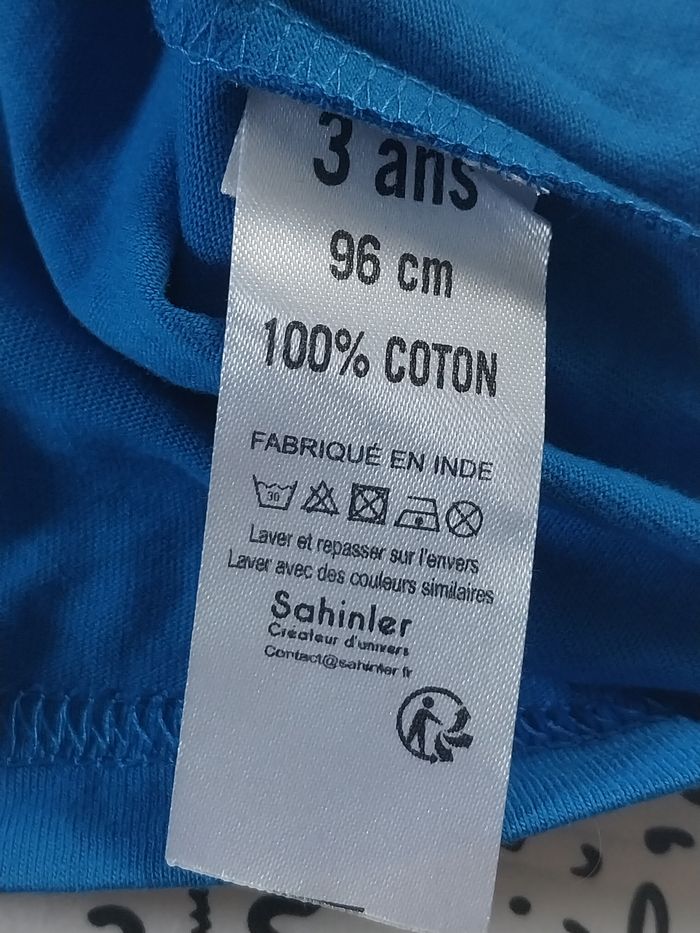 3 ans
96 cm
100% COTON
FABRIQUÉ EN INDE
30
Laver et repasser sur l'envers
Laver avec des couleurs similaires
Sahinler
Créateur d'univers
Contact@sahinler.fr